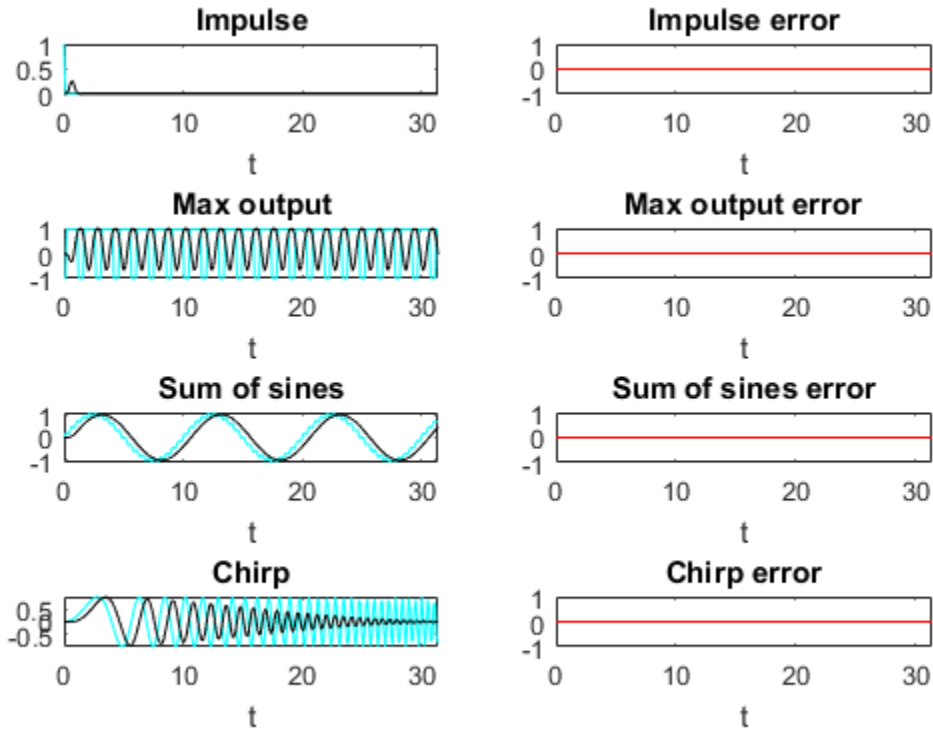 Impulse
Impulse error
1
0.5
0
0 10 20 30
t
1
0
-1
0 10 20 30
t
Max output
Max output error
1
0
-1
0 10 20 30
t
1
0
-1
0 10 20 30
t
Sum of sines
Sum of sines error
1
0
-1
0 10 20 30
t
1
0
-1
0 10 20 30
t
Chirp
Chirp error
0.5
0
-0.5
0 10 20 30
t
1
0
-1
0 10 20 30
t